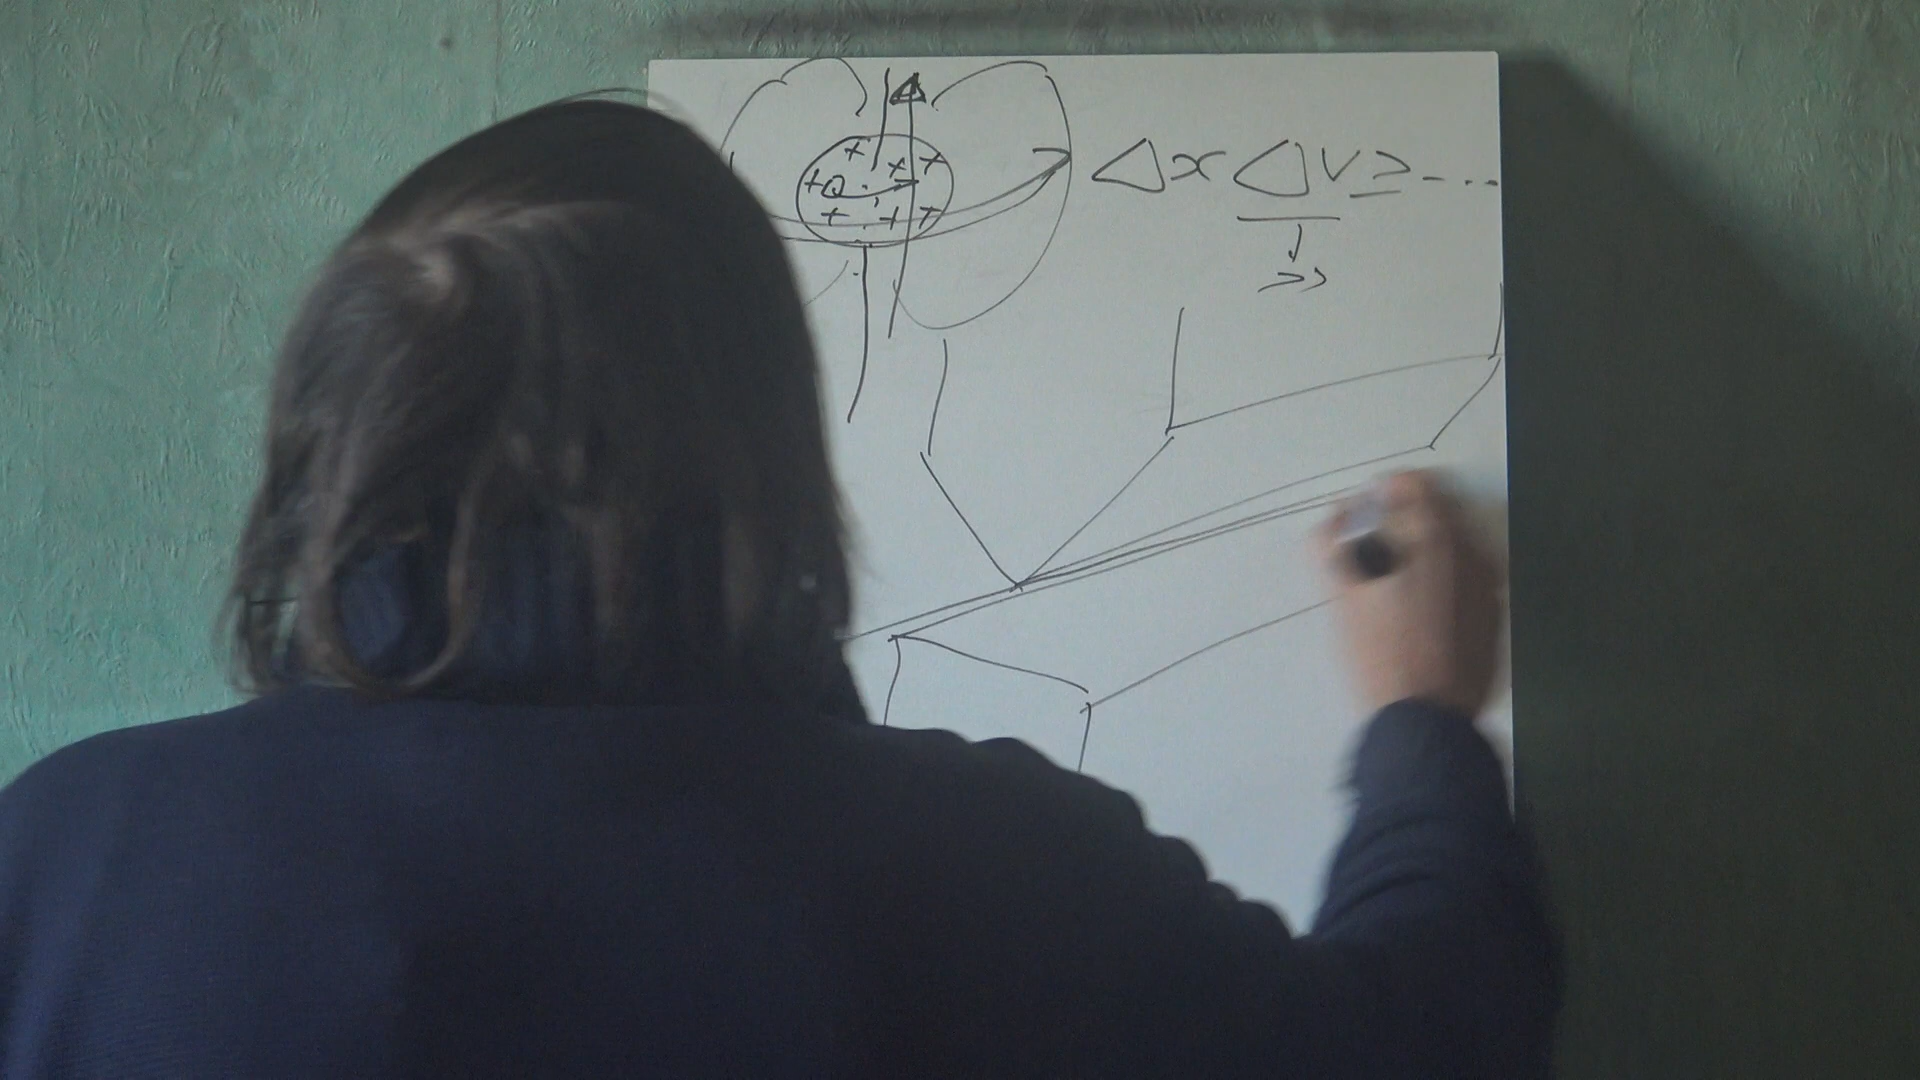 + + + + Q + + +
Δx ΔV ≥ ----
>>